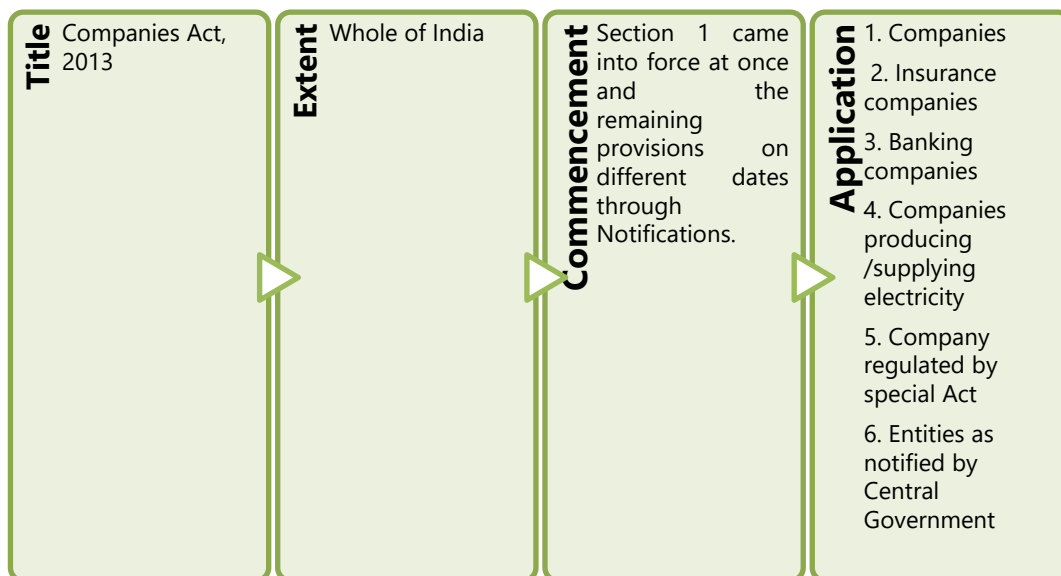 Title
Companies Act,
2013
Extent
Whole of India
Commencement
Section 1 came
into force at once
and the
remaining
provisions on
different dates
through
Notifications.
Application
1. Companies
2. Insurance
companies
3. Banking
companies
4. Companies
producing
/supplying
electricity
5. Company
regulated by
special Act
6. Entities as
notified by
Central
Government